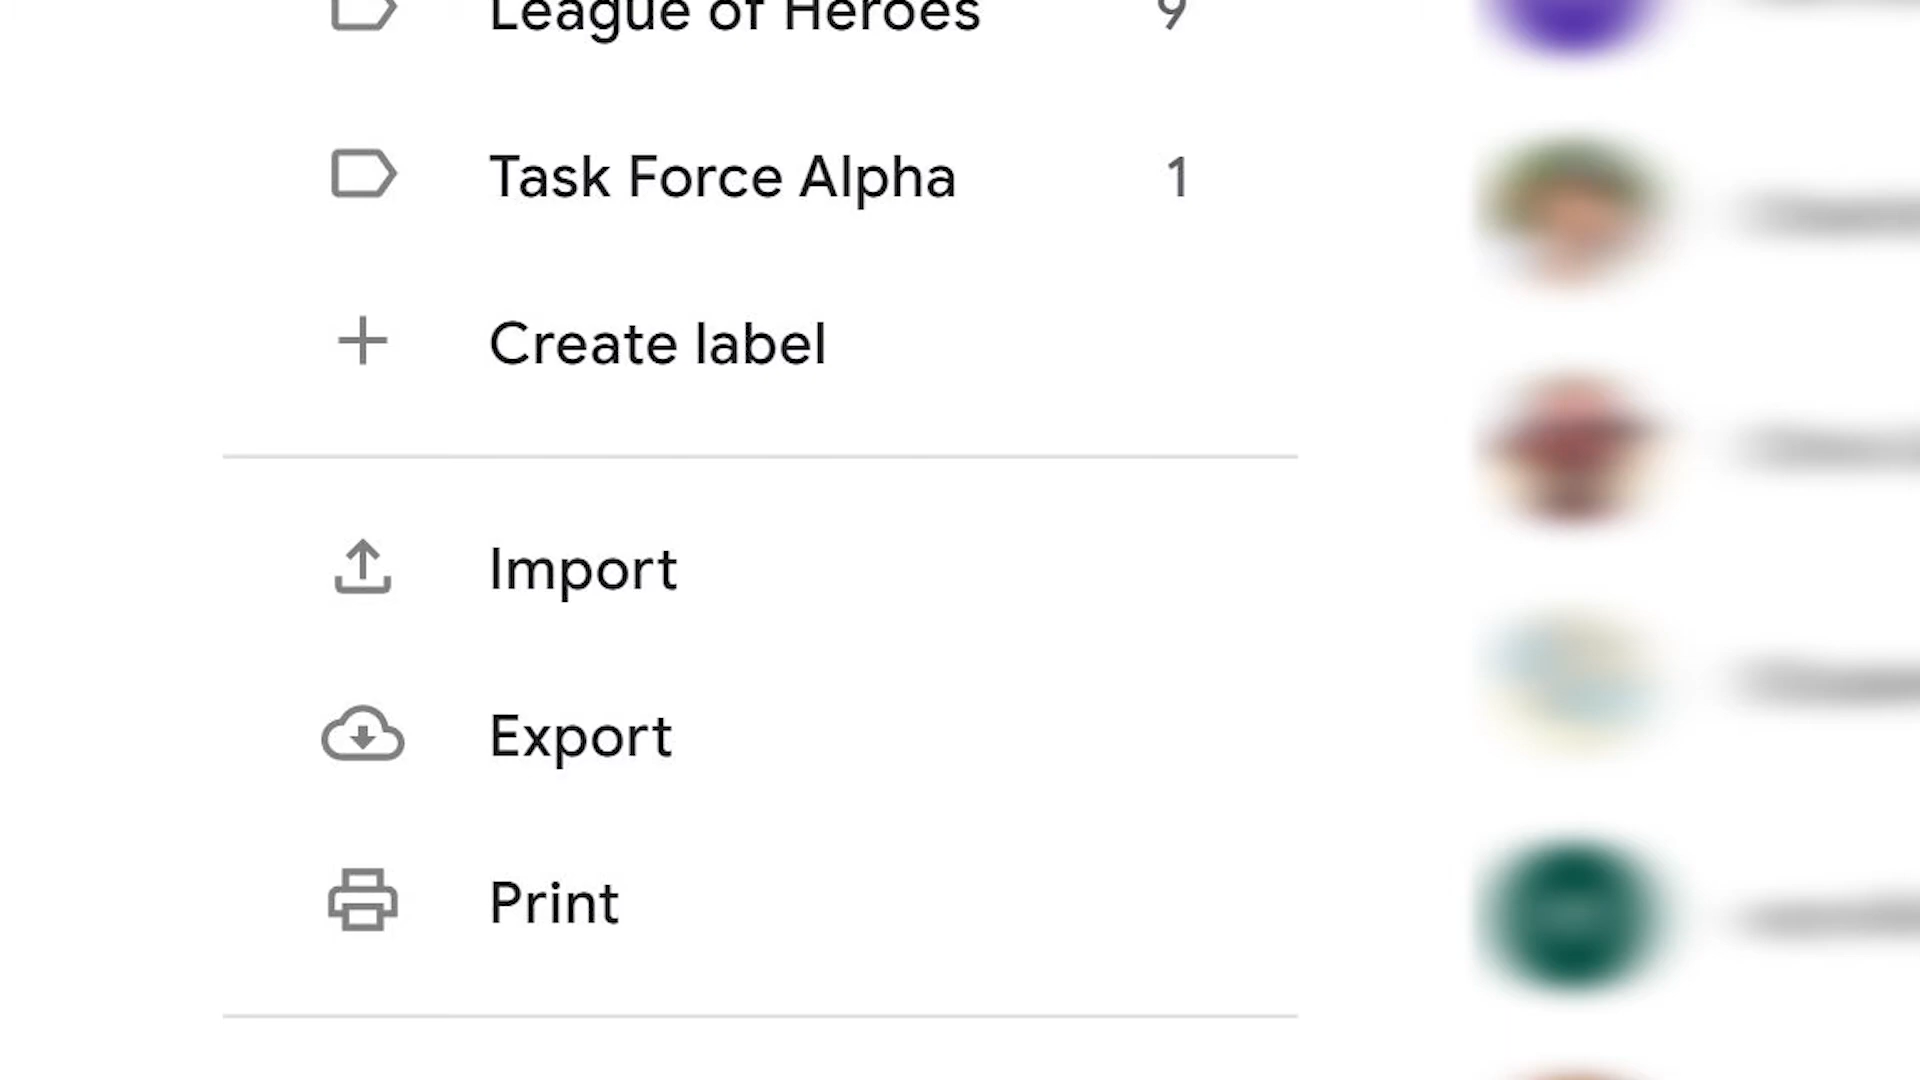 League of Heroes 9
Task Force Alpha 1
Create label
Import
Export
Print